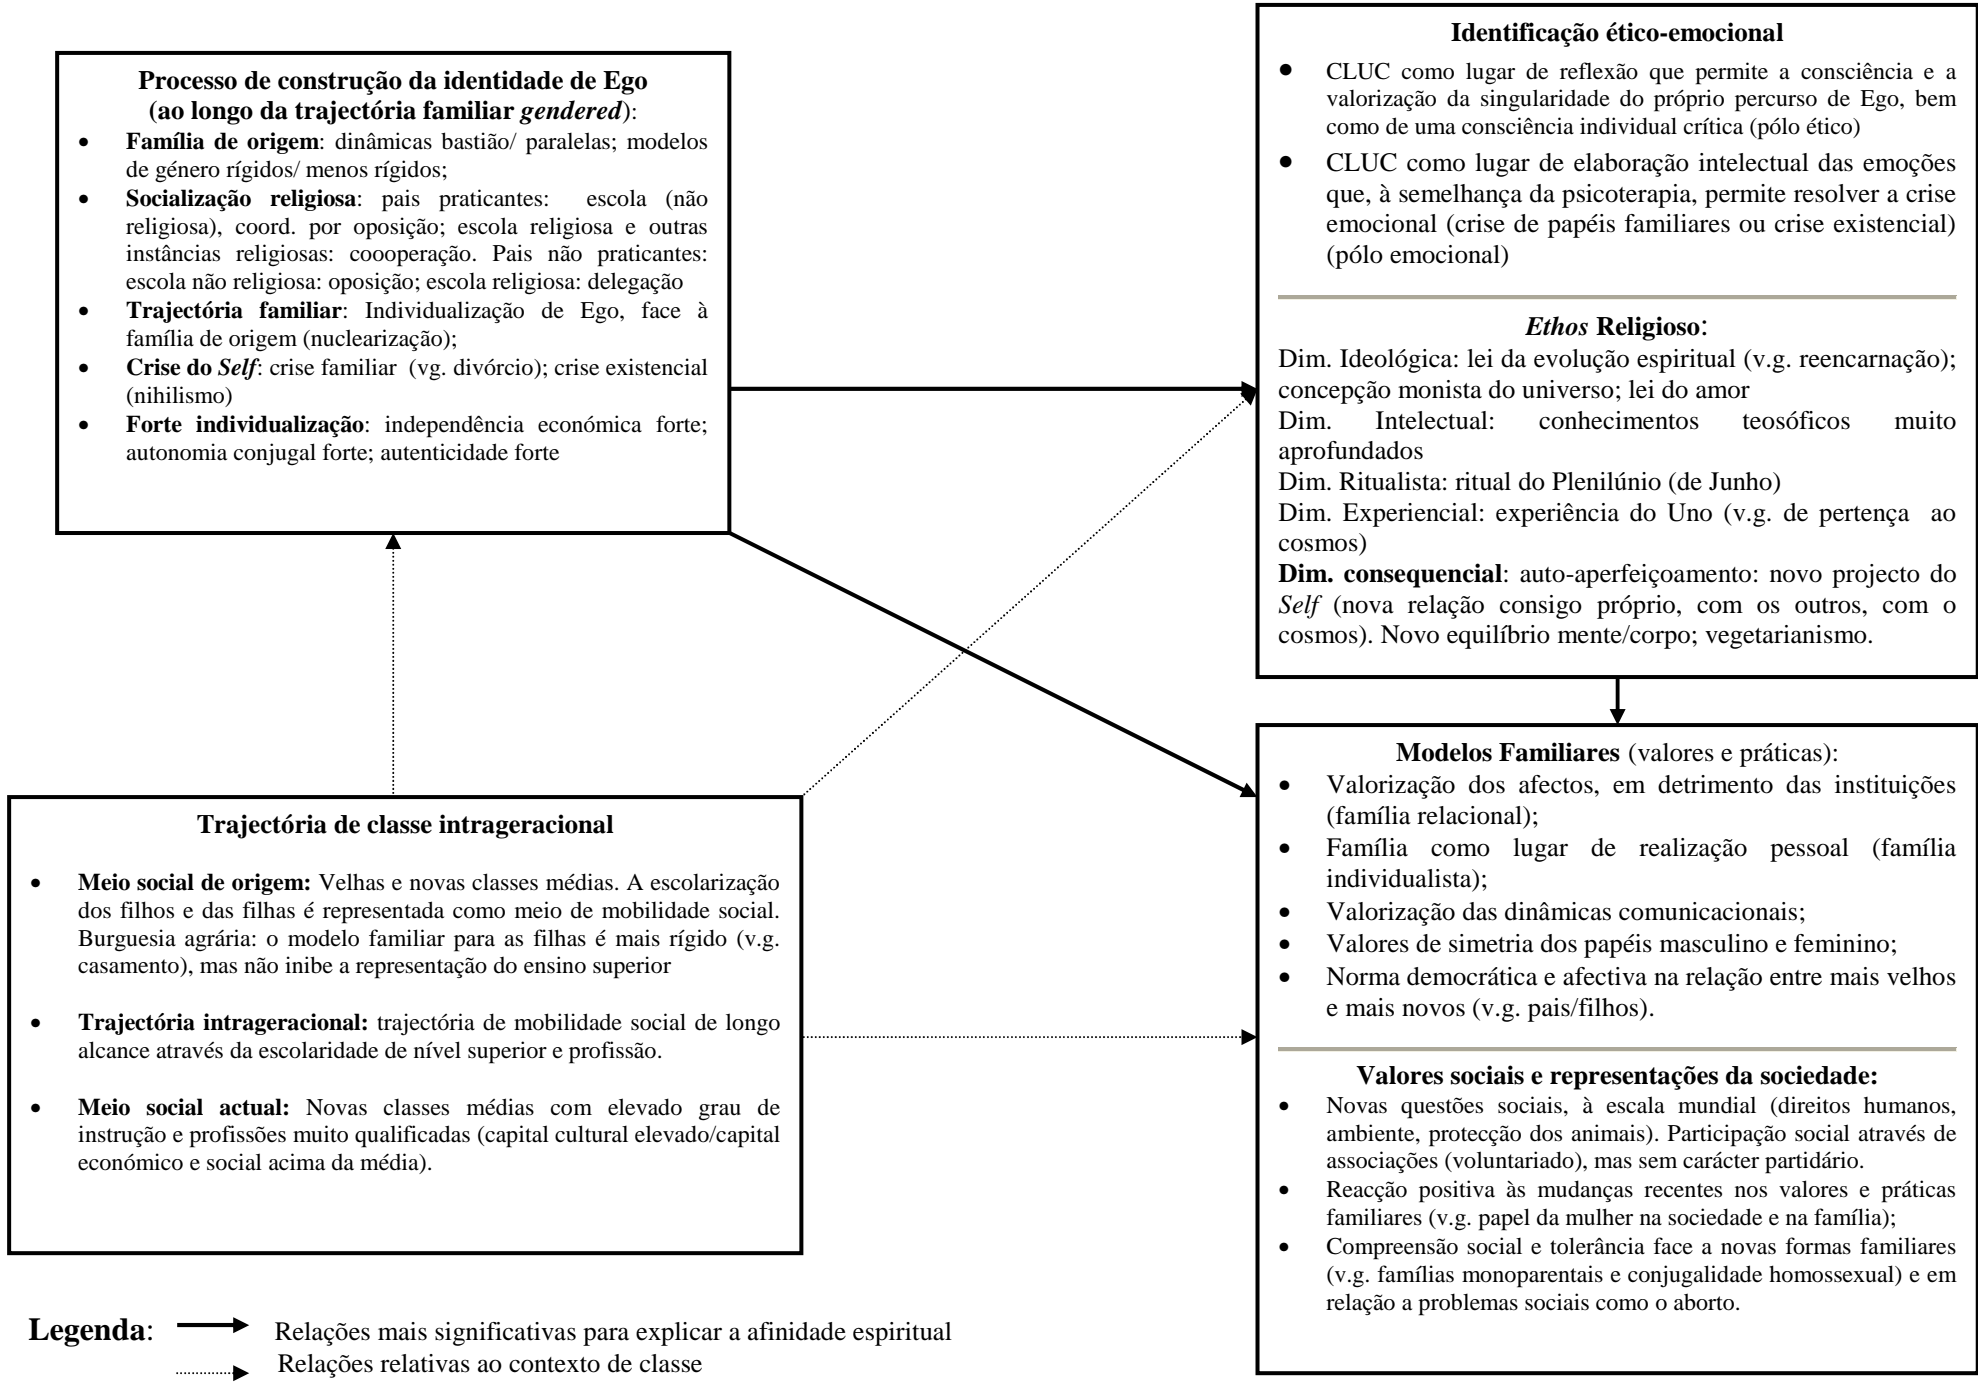 Processo de construção da identidade de Ego
(ao longo da trajectória familiar gendered):
• Família de origem: dinâmicas bastião/ paralelas; modelos
de género rígidos/ menos rígidos;
• Socialização religiosa: pais praticantes: escola (não
religiosa), coord. por oposição; escola religiosa e outras
instâncias religiosas: coooperação. Pais não praticantes:
escola não religiosa: oposição; escola religiosa: delegação
• Trajectória familiar: Individualização de Ego, face à
família de origem (nuclearização);
• Crise do Self: crise familiar (vg. divórcio); crise existencial
(nihilismo)
• Forte individualização: independência económica forte;
autonomia conjugal forte; autenticidade forte
Identificação ético-emocional
• CLUC como lugar de reflexão que permite a consciência e a
valorização da singularidade do próprio percurso de Ego, bem
como de uma consciência individual crítica (pólo ético)
• CLUC como lugar de elaboração intelectual das emoções
que, à semelhança da psicoterapia, permite resolver a crise
emocional (crise de papéis familiares ou crise existencial)
(pólo emocional)
Ethos Religioso:
Dim. Ideológica: lei da evolução espiritual (v.g. reencarnação);
concepção monista do universo; lei do amor
Dim. Intelectual: conhecimentos teosóficos muito
aprofundados
Dim. Ritualista: ritual do Plenilúnio (de Junho)
Dim. Experiencial: experiência do Uno (v.g. de pertença ao
cosmos)
Dim. consequencial: auto-aperfeiçoamento: novo projecto do
Self (nova relação consigo próprio, com os outros, com o
cosmos). Novo equilíbrio mente/corpo; vegetarianismo.
Trajectória de classe intrageracional
• Meio social de origem: Velhas e novas classes médias. A escolarização
dos filhos e das filhas é representada como meio de mobilidade social.
Burguesia agrária: o modelo familiar para as filhas é mais rígido (v.g.
casamento), mas não inibe a representação do ensino superior
• Trajectória intrageracional: trajectória de mobilidade social de longo
alcance através da escolaridade de nível superior e profissão.
• Meio social actual: Novas classes médias com elevado grau de
instrução e profissões muito qualificadas (capital cultural elevado/capital
económico e social acima da média).
Modelos Familiares (valores e práticas):
• Valorização dos afectos, em detrimento das instituições
(família relacional);
• Família como lugar de realização pessoal (família
individualista);
• Valorização das dinâmicas comunicacionais;
• Valores de simetria dos papéis masculino e feminino;
• Norma democrática e afectiva na relação entre mais velhos
e mais novos (v.g. pais/filhos).
Valores sociais e representações da sociedade:
• Novas questões sociais, à escala mundial (direitos humanos,
ambiente, protecção dos animais). Participação social através de
associações (voluntariado), mas sem carácter partidário.
• Reacção positiva às mudanças recentes nos valores e práticas
familiares (v.g. papel da mulher na sociedade e na família);
• Compreensão social e tolerância face a novas formas familiares
(v.g. famílias monoparentais e conjugalidade homossexual) e em
relação a problemas sociais como o aborto.
Legenda: Relações mais significativas para explicar a afinidade espiritual
Relações relativas ao contexto de classe